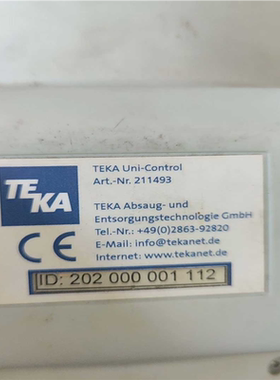 TEKA
TEKA Uni-Control
Art.-Nr. 211493
TEKA Absaug- und
Entsorgungstechnologie GmbH
Tel.-Nr.: +49(0)2863-92820
E-Mail: info@tekanet.de
Internet: www.tekanet.de
CE
ID: 202 000 001 112